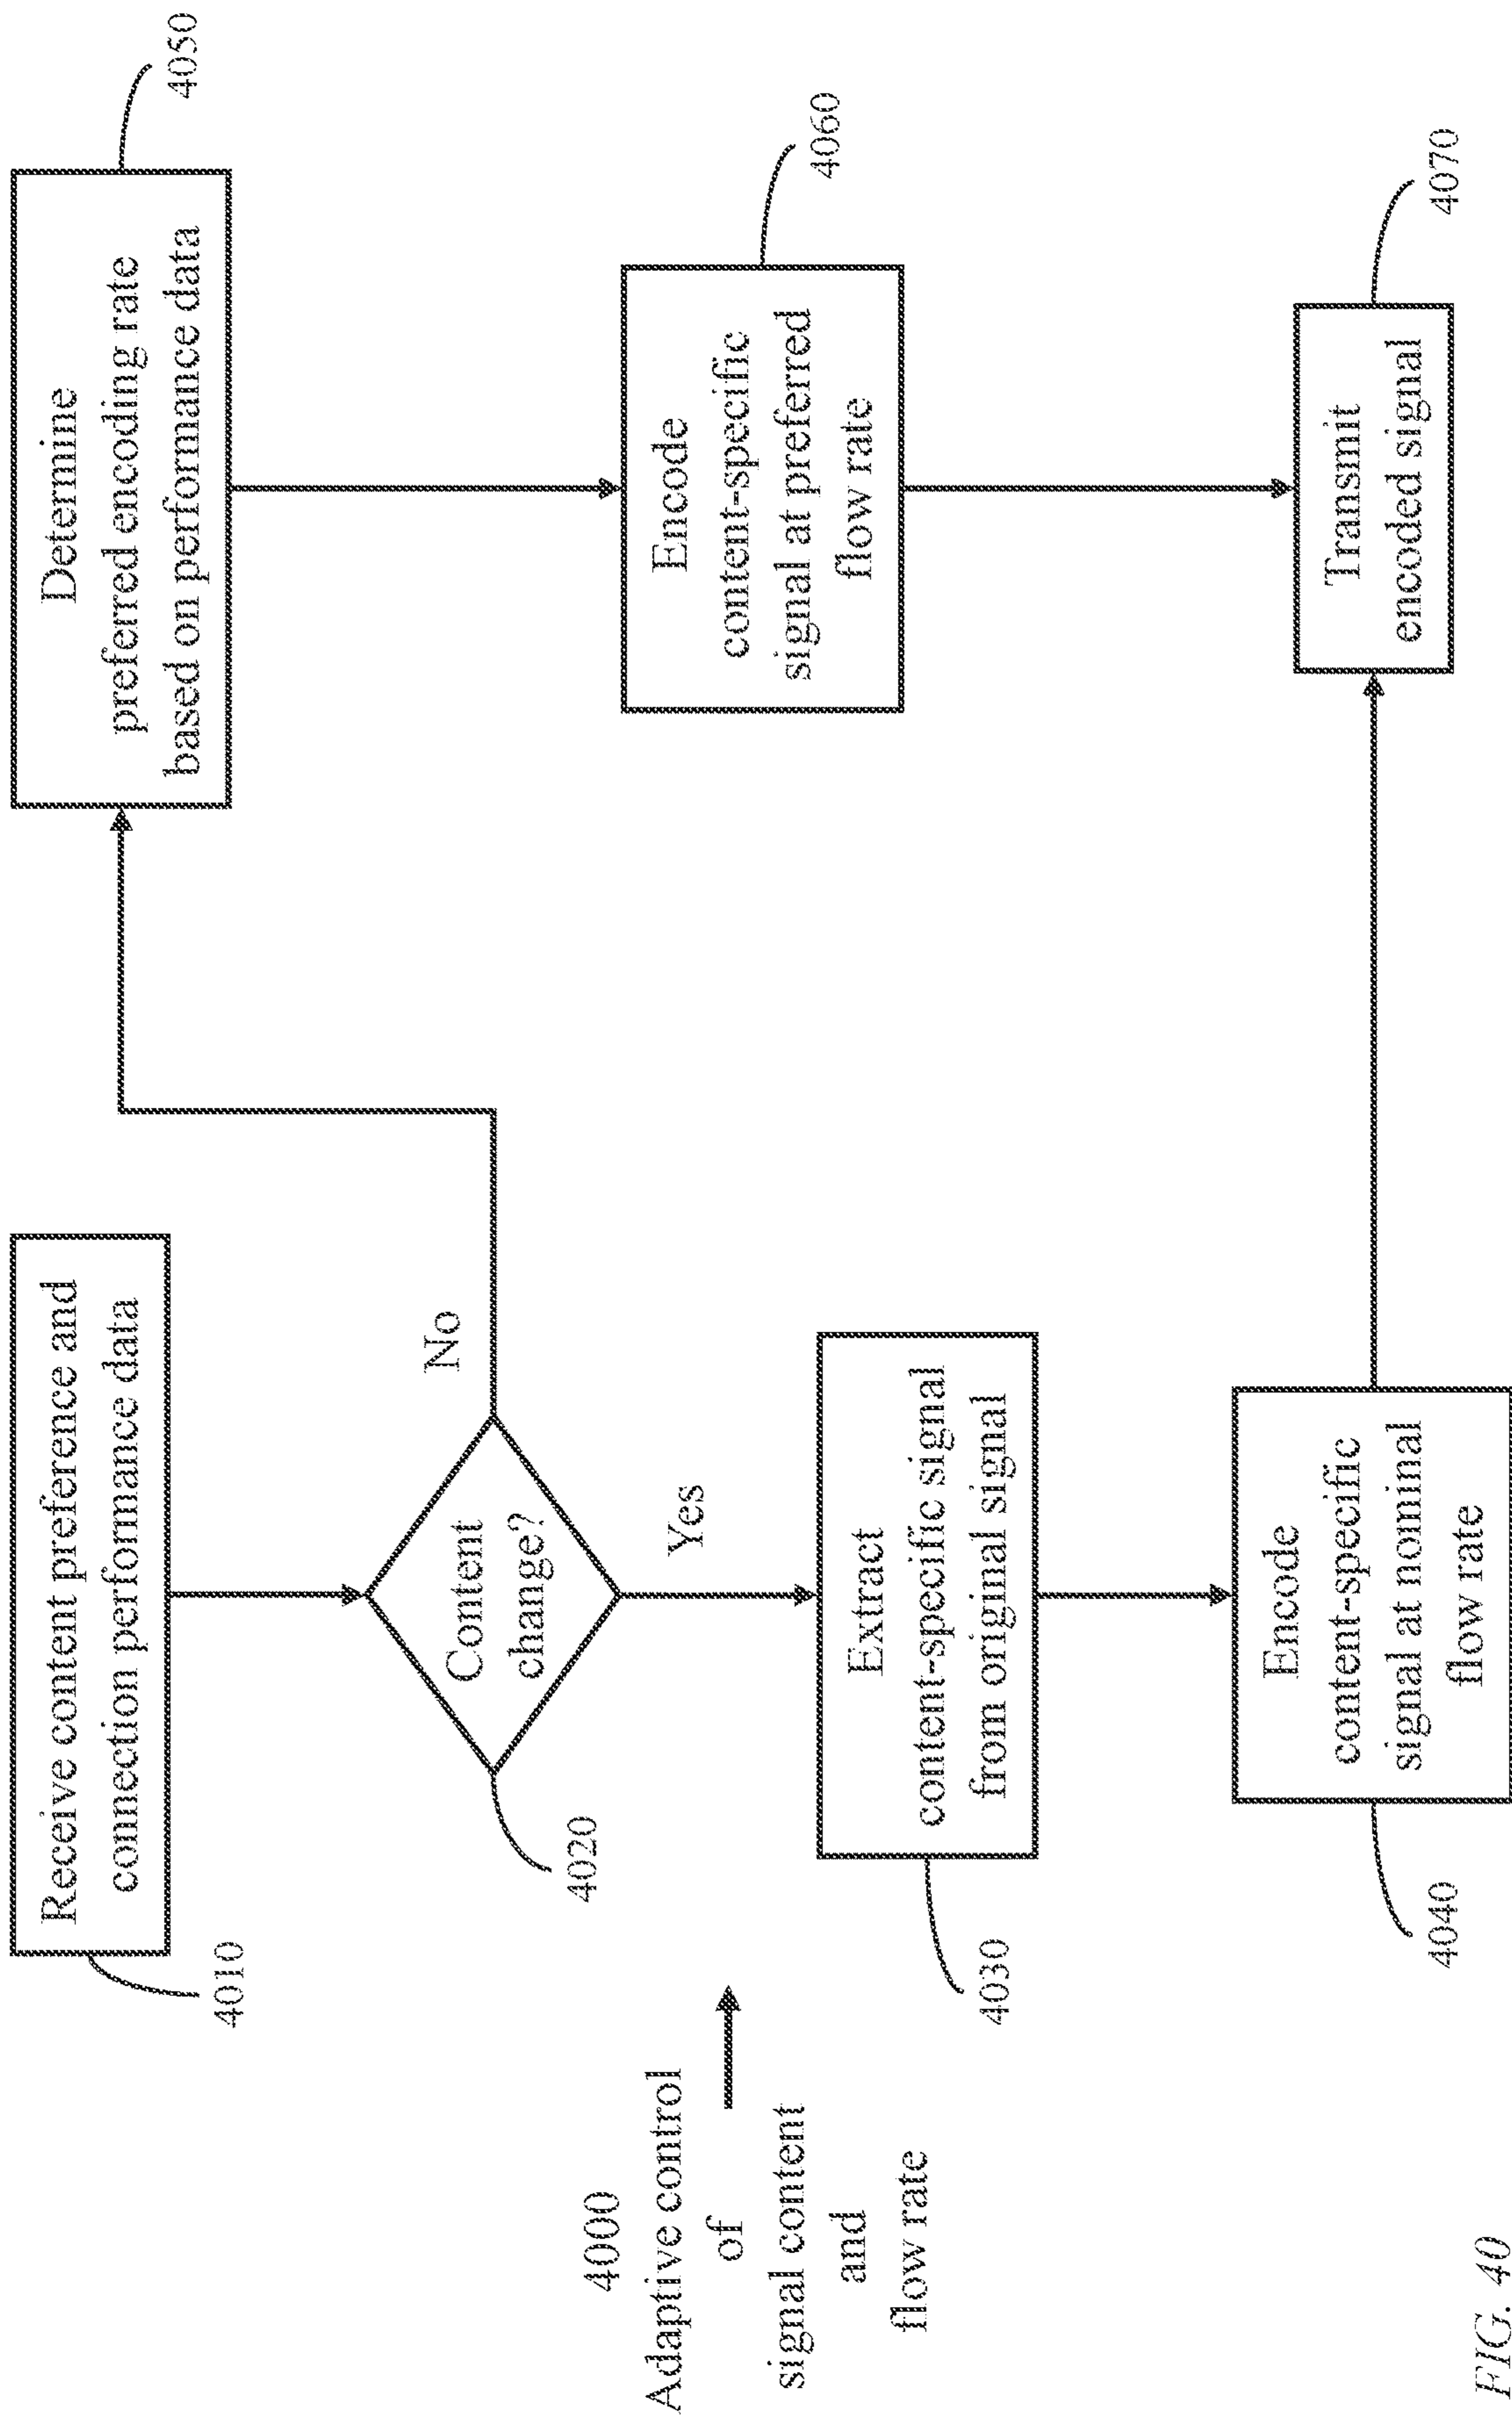 Receive content preference and
connection performance data
4010
Content
change?
4020
No
Yes
4000
Adaptive control
of
signal content
and
flow rate
Extract
content-specific signal
from original signal
4030
Encode
content-specific
signal at nominal
flow rate
4040
Determine
preferred encoding rate
based on performance data
4050
Encode
content-specific
signal at preferred
flow rate
4060
Transmit
encoded signal
4070
FIG. 40